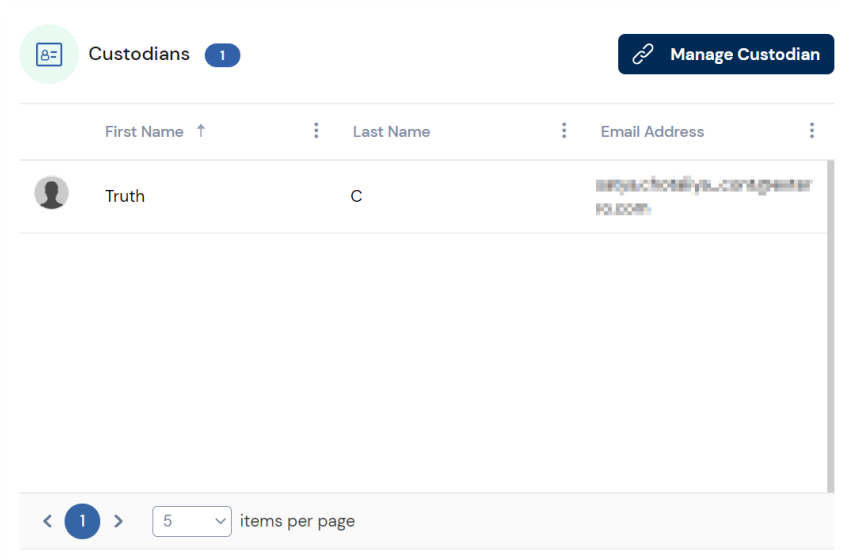 Custodians 1
Manage Custodian
First Name ↑ Last Name Email Address
Truth C
1 5 items per page